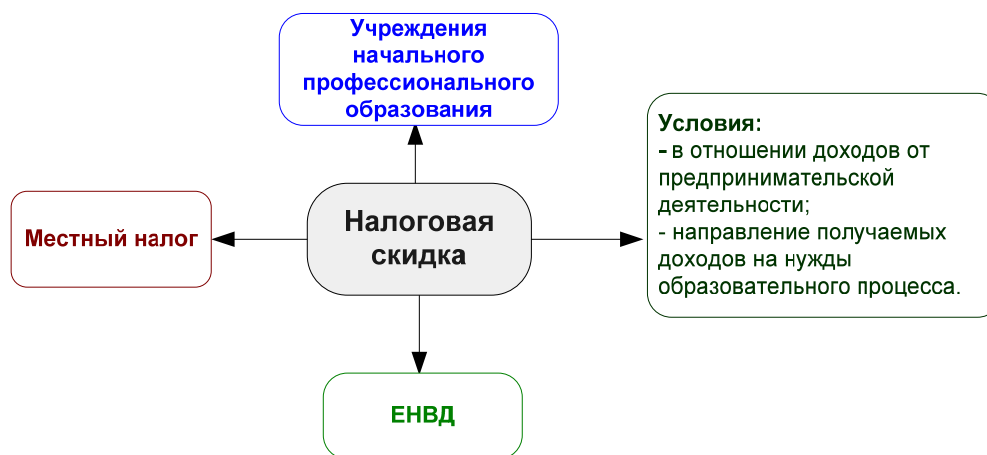 Учреждения
начального
профессионального
образования
Условия:
- в отношении доходов от
предпринимательской
деятельности;
- направление получаемых
доходов на нужды
образовательного процесса.
Налоговая
скидка
Местный налог
ЕНВД